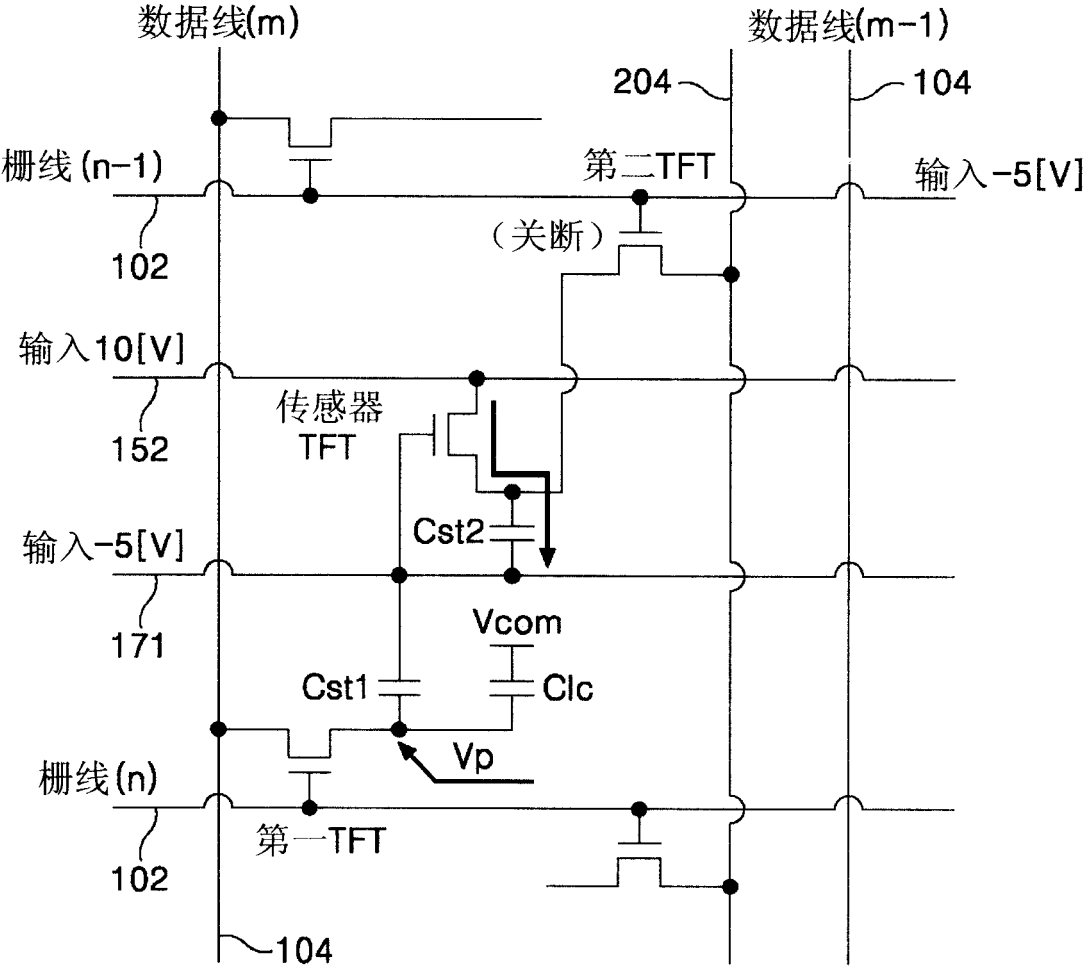 数据线(m)
数据线(m-1)
204
104
栅线(n-1)
第二TFT
输入-5[V]
(关断)
102
输入10[V]
传感器
TFT
152
Cst2
输入-5[V]
171
Vcom
Cst1
Clc
Vp
栅线(n)
第一TFT
102
104